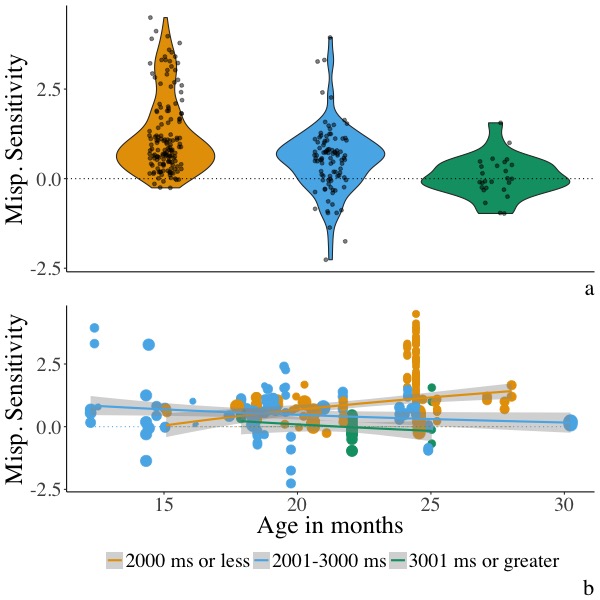 Misp. Sensitivity
2.5
0.0
-2.5
a
Misp. Sensitivity
2.5
0.0
-2.5
15 20 25 30
Age in months
2000 ms or less 2001-3000 ms 3001 ms or greater
b